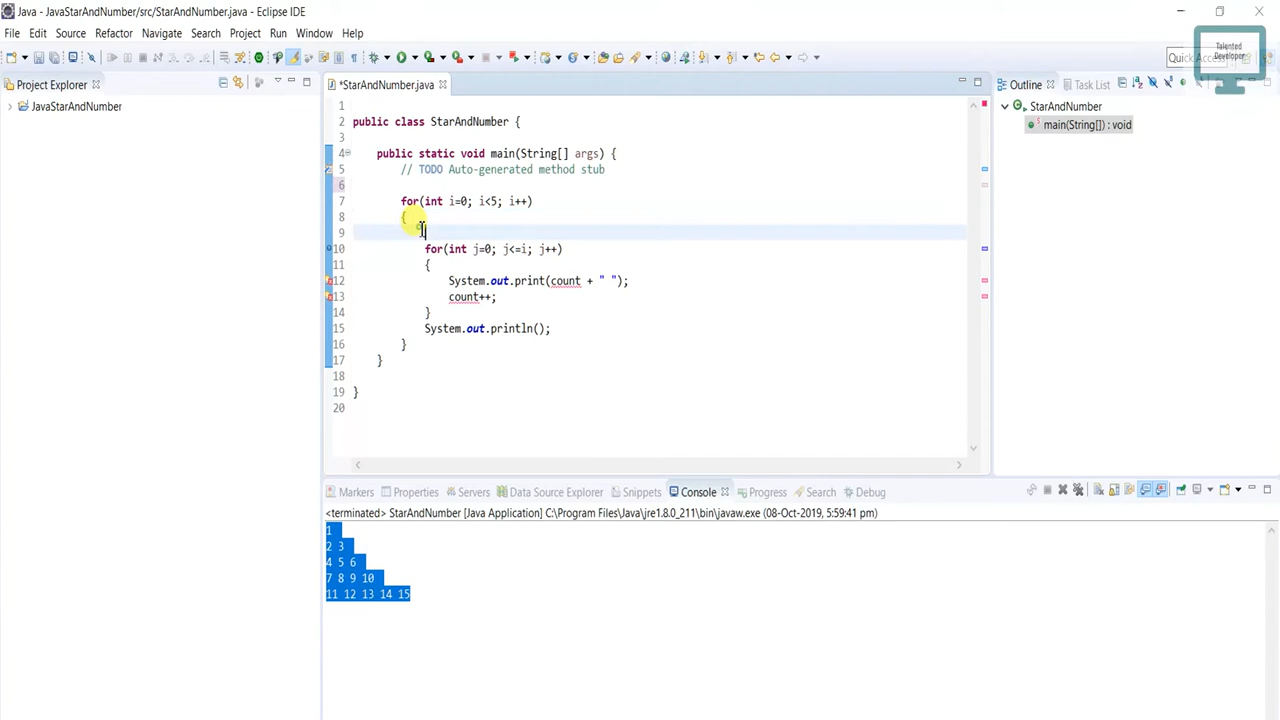 Java - JavaStarAndNumber/src/StarAndNumber.java - Eclipse IDE
File Edit Source Refactor Navigate Search Project Run Window Help
Talented
Developer
Quick Access
Project Explorer
*StarAndNumber.java
Outline
Task List
JavaStarAndNumber
StarAndNumber
main(String[]) : void
1
2 public class StarAndNumber {
3
4 public static void main(String[] args) {
5 // TODO Auto-generated method stub
6
7 for(int i=0; i<5; i++)
8 {
9
10 for(int j=0; j<=i; j++)
11 {
12 System.out.print(count + " ");
13 count++;
14 }
15 System.out.println();
16 }
17 }
18
19 }
20
Markers Properties Servers Data Source Explorer Snippets Console Progress Search Debug
<terminated> StarAndNumber [Java Application] C:\Program Files\Java\jre1.8.0_211\bin\javaw.exe (08-Oct-2019, 5:59:41 pm)
1
2 3
4 5 6
7 8 9 10
11 12 13 14 15